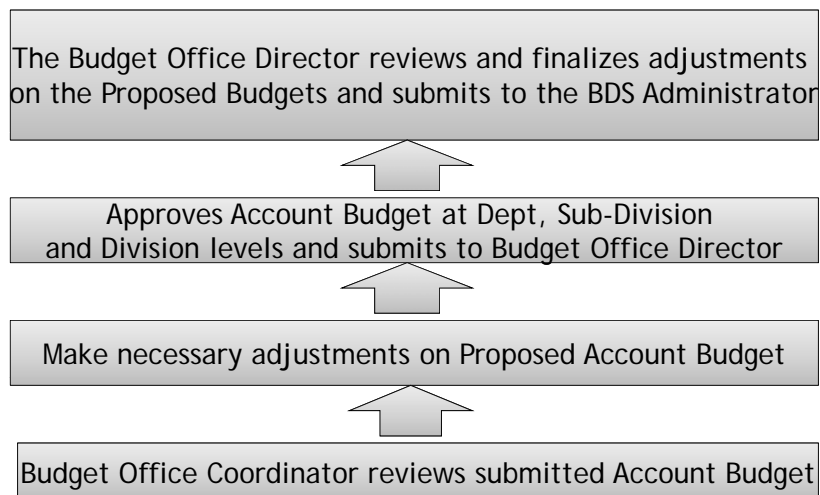 The Budget Office Director reviews and finalizes adjustments
on the Proposed Budgets and submits to the BDS Administrator
Approves Account Budget at Dept, Sub-Division
and Division levels and submits to Budget Office Director
Make necessary adjustments on Proposed Account Budget
Budget Office Coordinator reviews submitted Account Budget